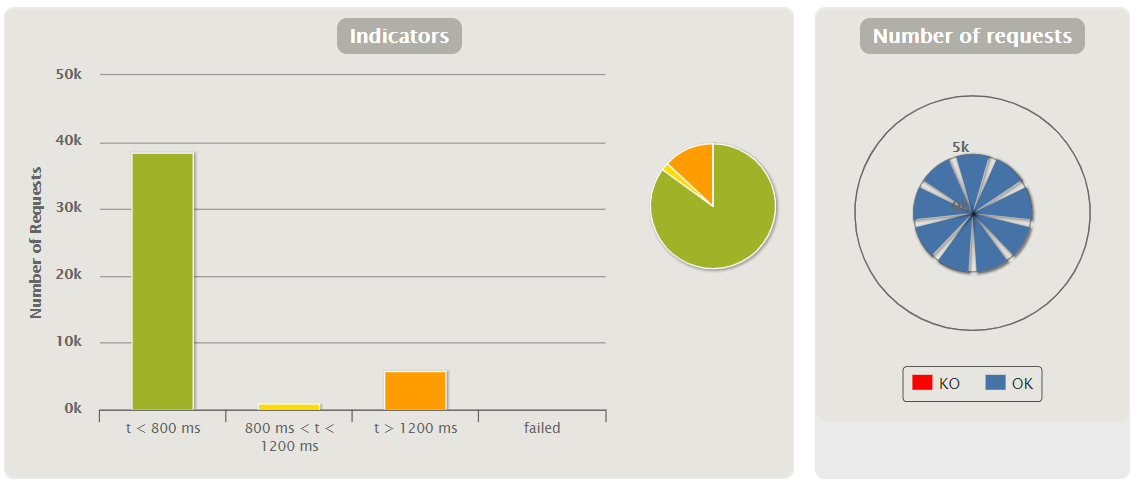 Indicators
Number of Requests
50k
40k
30k
20k
10k
0k
t < 800 ms
800 ms < t <
1200 ms
t > 1200 ms
failed
Number of requests
5k
KO
OK